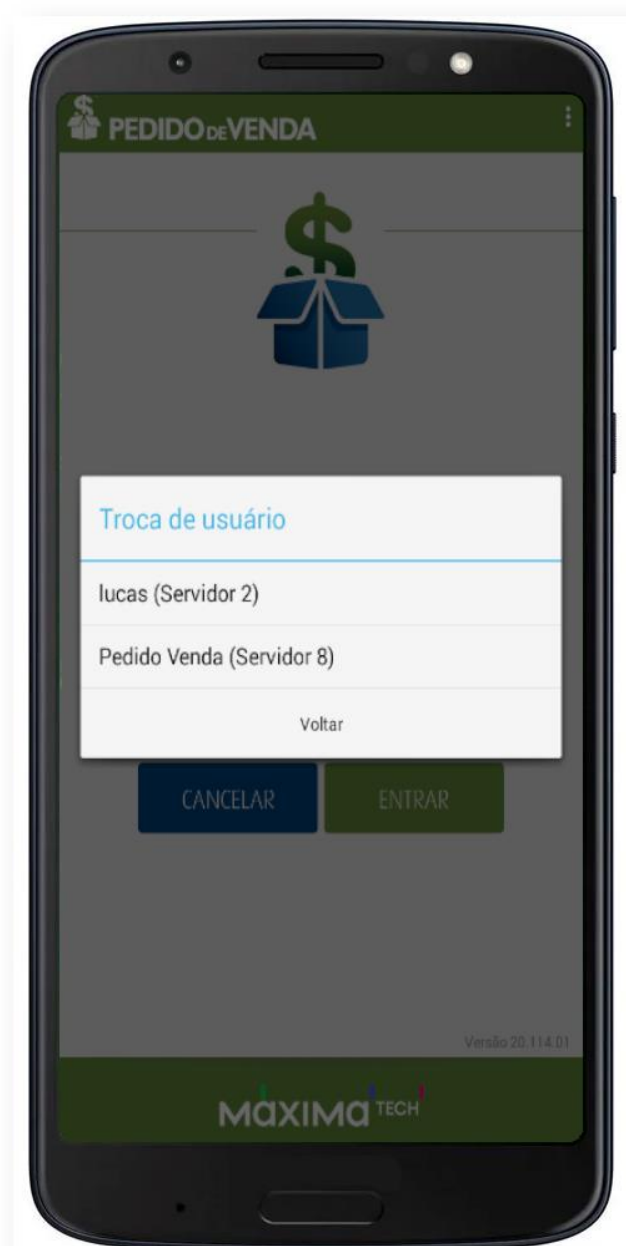 PEDIDO DE VENDA
Troca de usuário
lucas (Servidor 2)
Pedido Venda (Servidor 8)
Voltar
CANCELAR
ENTRAR
Versão 20.114.01
MÁXIMA TECH